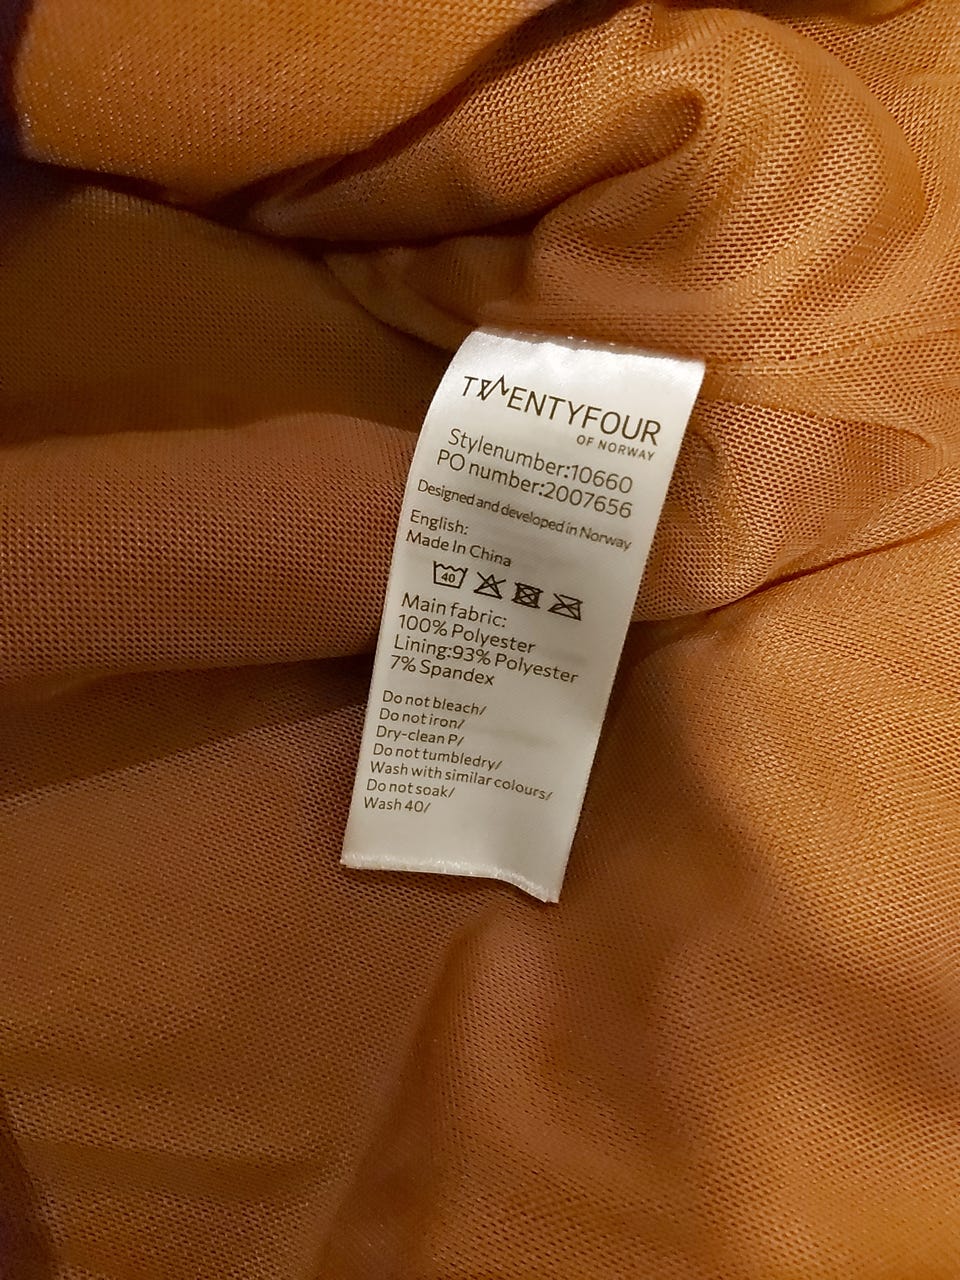 TWENTYFOUR
OF NORWAY
Stylenumber:10660
PO number:2007656
Designed and developed in Norway
English:
Made In China
40
Main fabric:
100% Polyester
Lining:93% Polyester
7% Spandex
Do not bleach/
Do not iron/
Dry-clean P/
Do not tumbledry/
Wash with similar colours/
Do not soak/
Wash 40/